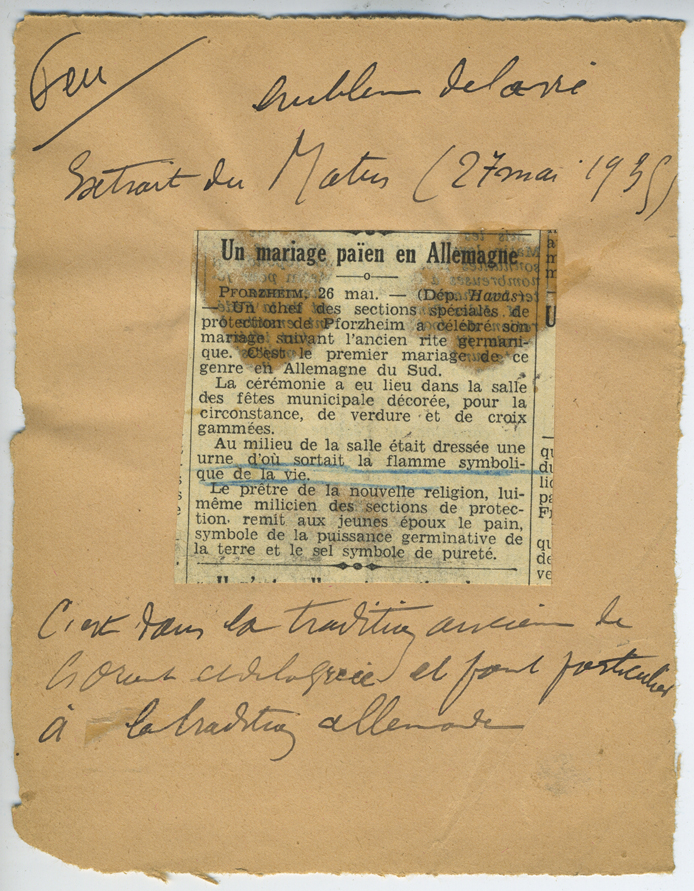 Feu
emblem de la vie
Extrait du Matin (27 mai 1935)
Un mariage païen en Allemagne
PFORZHEIM, 26 mai. — (Dép. Havas)
— Un chef des sections spéciales de
protection de Pforzheim a célébré son
mariage suivant l'ancien rite germani-
que. C'est le premier mariage de ce
genre en Allemagne du Sud.
La cérémonie a eu lieu dans la salle
des fêtes municipale décorée, pour la
circonstance, de verdure et de croix
gammées.
Au milieu de la salle était dressée une
urne d'où sortait la flamme symboli-
que de la vie.
Le prêtre de la nouvelle religion, lui-
même milicien des sections de protec-
tion remit aux jeunes époux le pain,
symbole de la puissance germinative de
la terre et le sel symbole de pureté.
C'est dans la tradition ancienne de
l'Orient et de la Grèce et particulier
à la tradition allemande